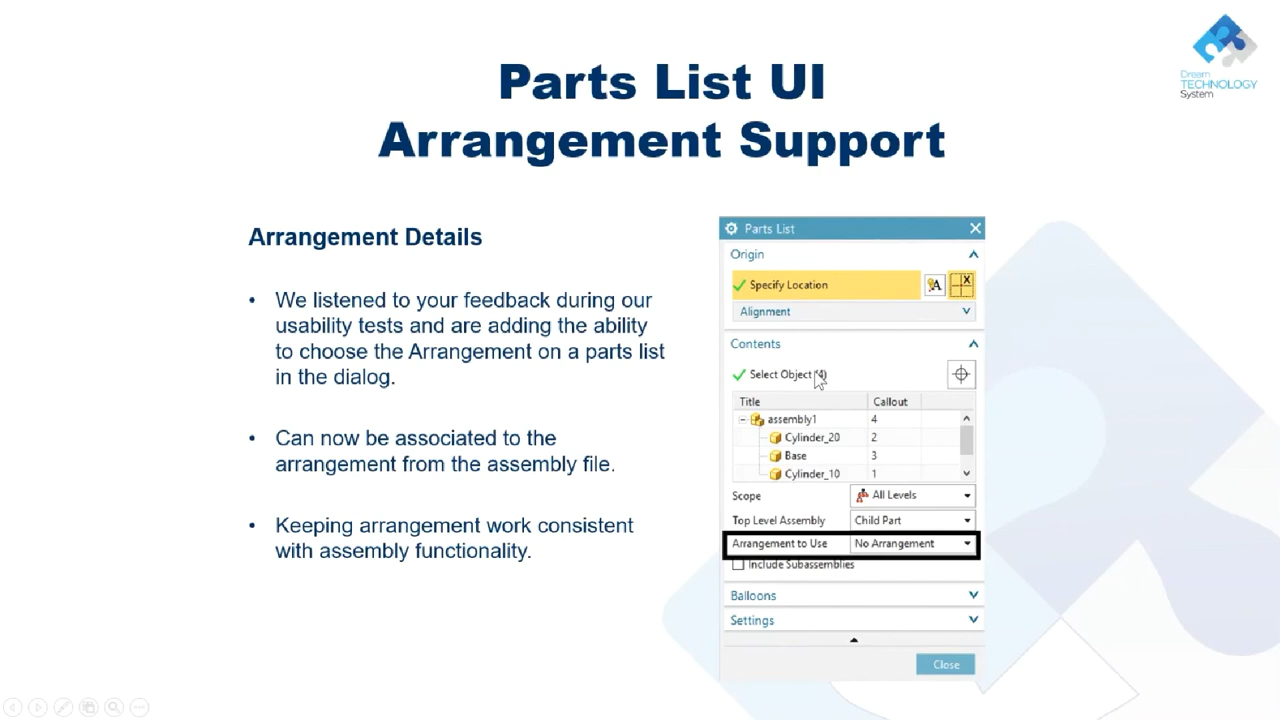 Dream
TECHNOLOGY
System
Parts List UI
Arrangement Support
Arrangement Details
• We listened to your feedback during our
usability tests and are adding the ability
to choose the Arrangement on a parts list
in the dialog.
• Can now be associated to the
arrangement from the assembly file.
• Keeping arrangement work consistent
with assembly functionality.
Parts List
Origin
Specify Location
Alignment
Contents
Select Object (4)
Title Callout
assembly1 4
Cylinder_20 2
Base 3
Cylinder_10 1
Scope All Levels
Top Level Assembly Child Part
Arrangement to Use No Arrangement
Include Subassemblies
Balloons
Settings
Close